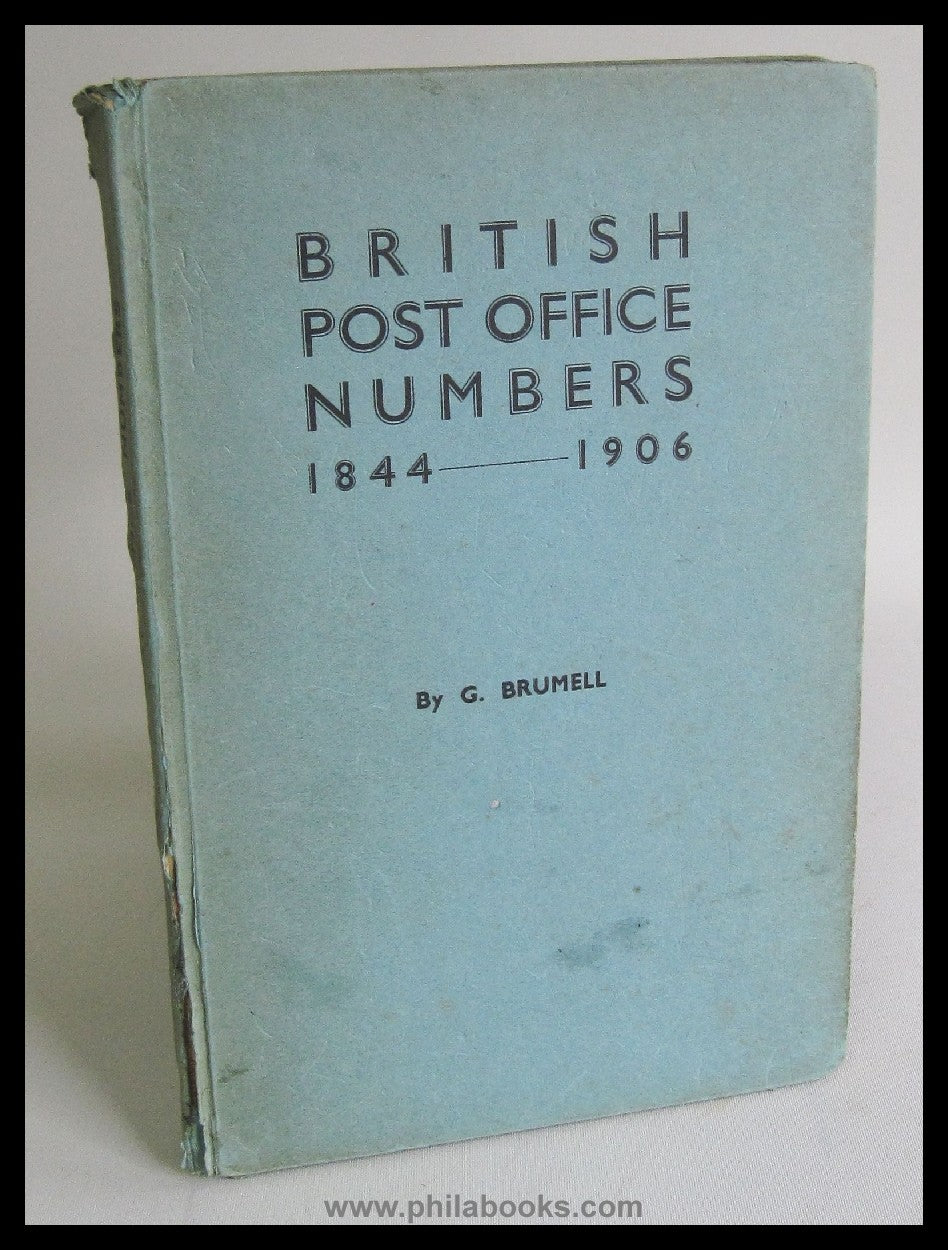 BRITISH
POST OFFICE
NUMBERS
1844——1906
By G. BRUMELL
www.philabooks.com